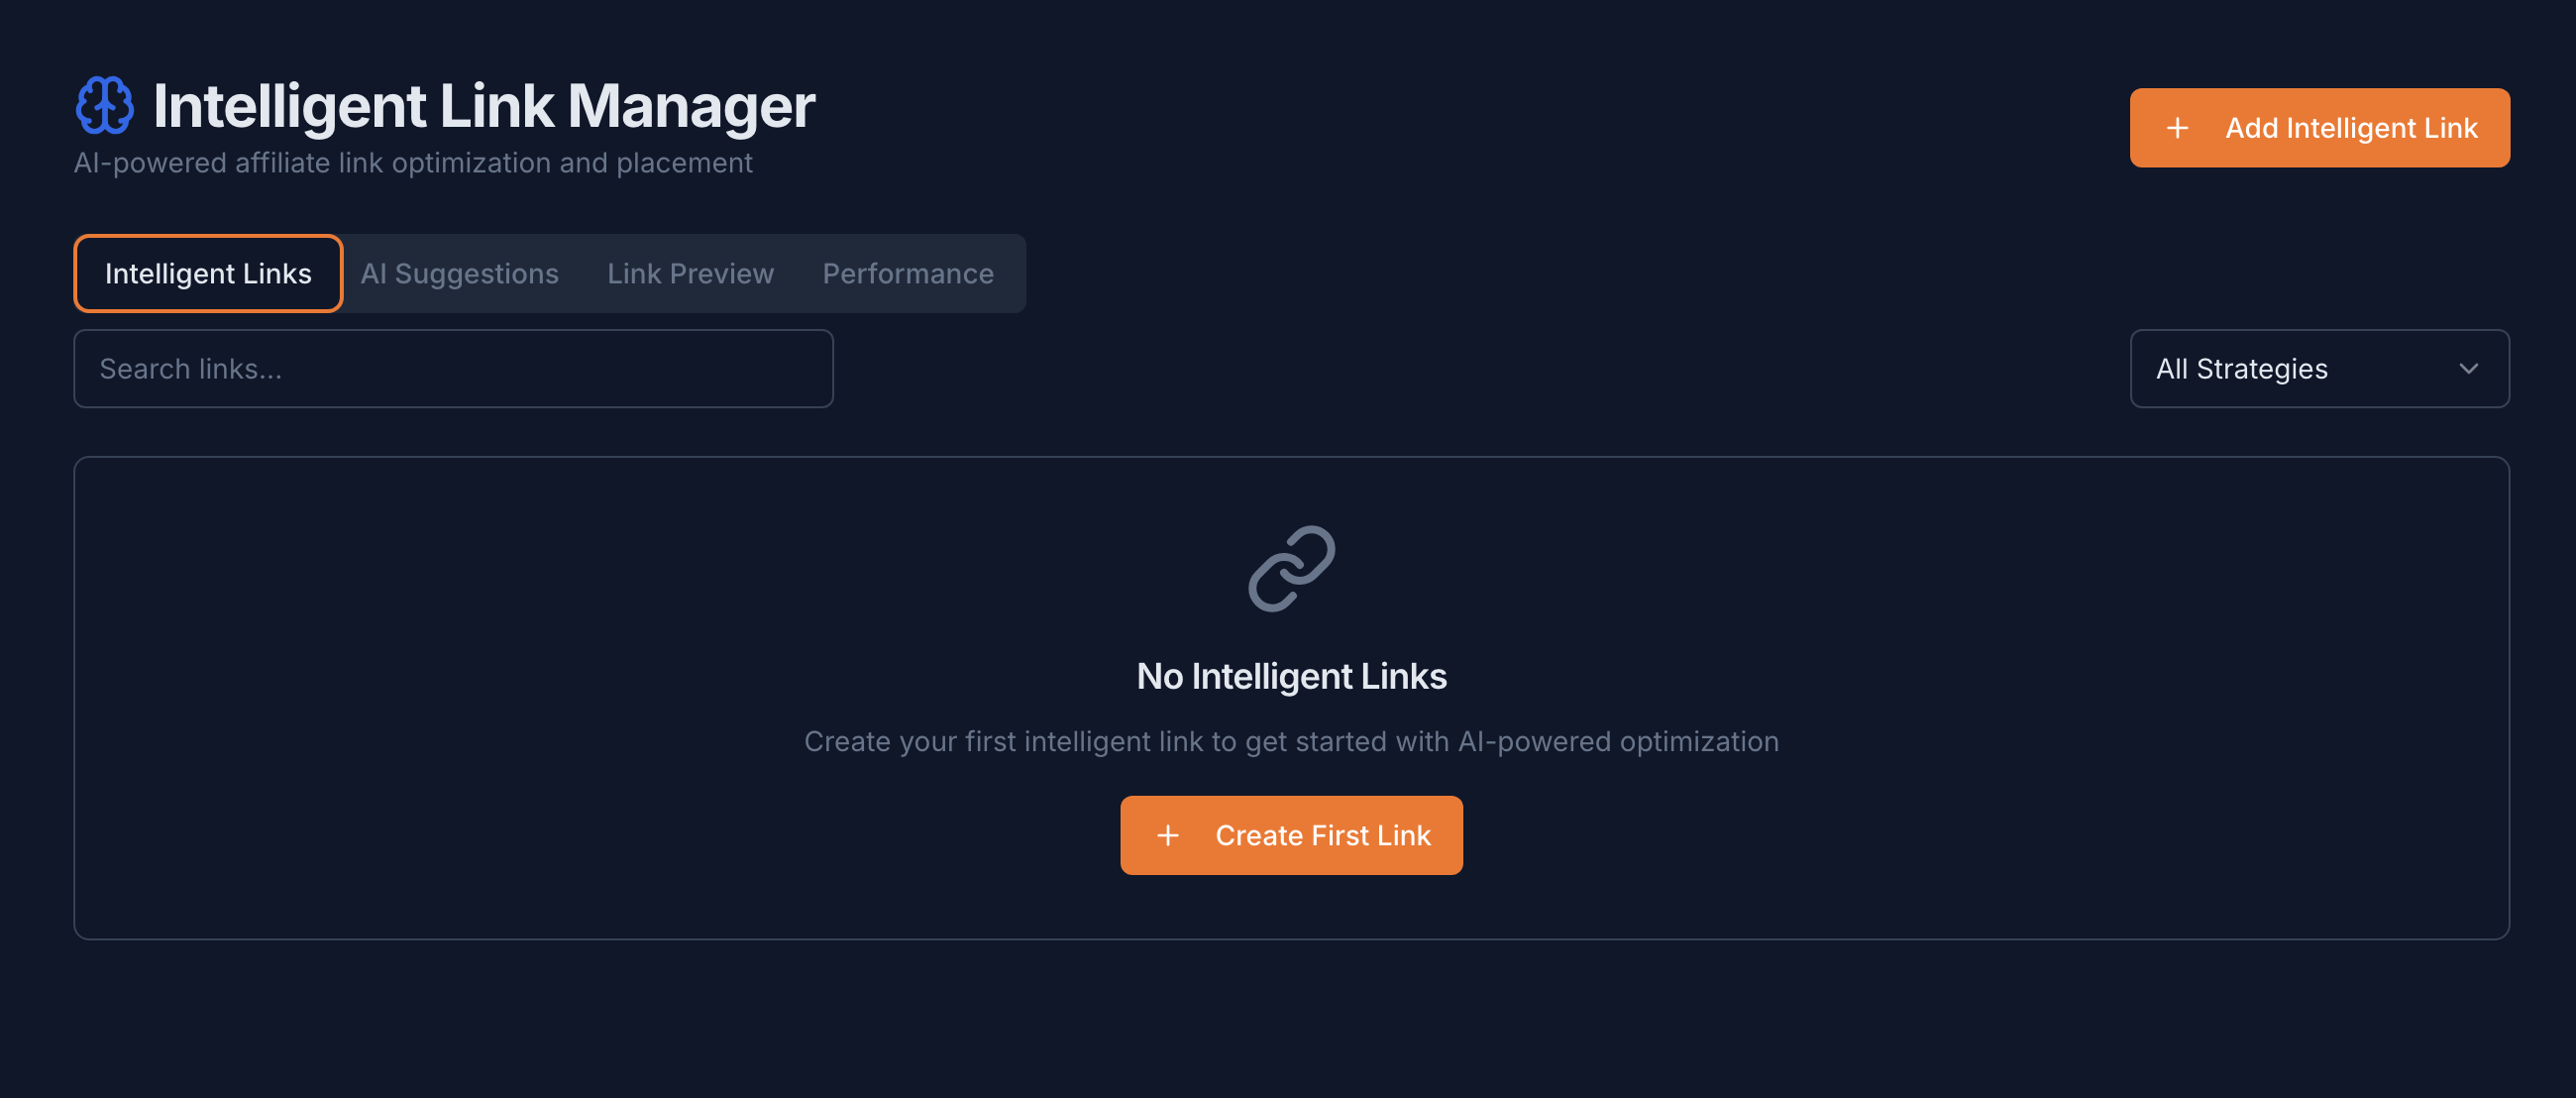 Intelligent Link Manager
AI-powered affiliate link optimization and placement
Add Intelligent Link
Intelligent Links
AI Suggestions
Link Preview
Performance
Search links...
All Strategies
No Intelligent Links
Create your first intelligent link to get started with AI-powered optimization
Create First Link